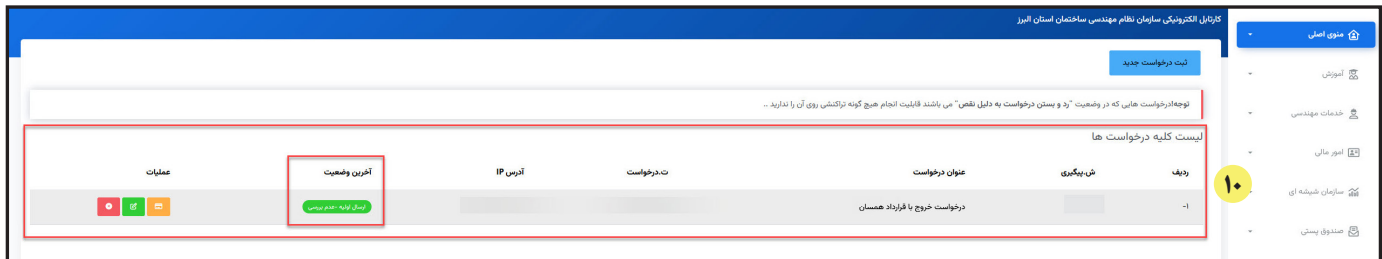 کارتابل الکترونیکی سازمان نظام مهندسی ساختمان استان البرز
منوی اصلی
آموزش
خدمات مهندسی
امور مالی
سازمان شیشه ای
صندوق پستی
ثبت درخواست جدید
توجه!درخواست هایی که در وضعیت "رد و بستن درخواست به دلیل نقص" می باشند قابلیت انجام هیچ گونه تراکنشی روی آن را ندارید ..
لیست کلیه درخواست ها
ردیف ش.پیگیری عنوان درخواست ت.درخواست آدرس IP آخرین وضعیت عملیات
۱- درخواست خروج با قرارداد همسان ارسال اولیه -عدم بررسی
۱۰